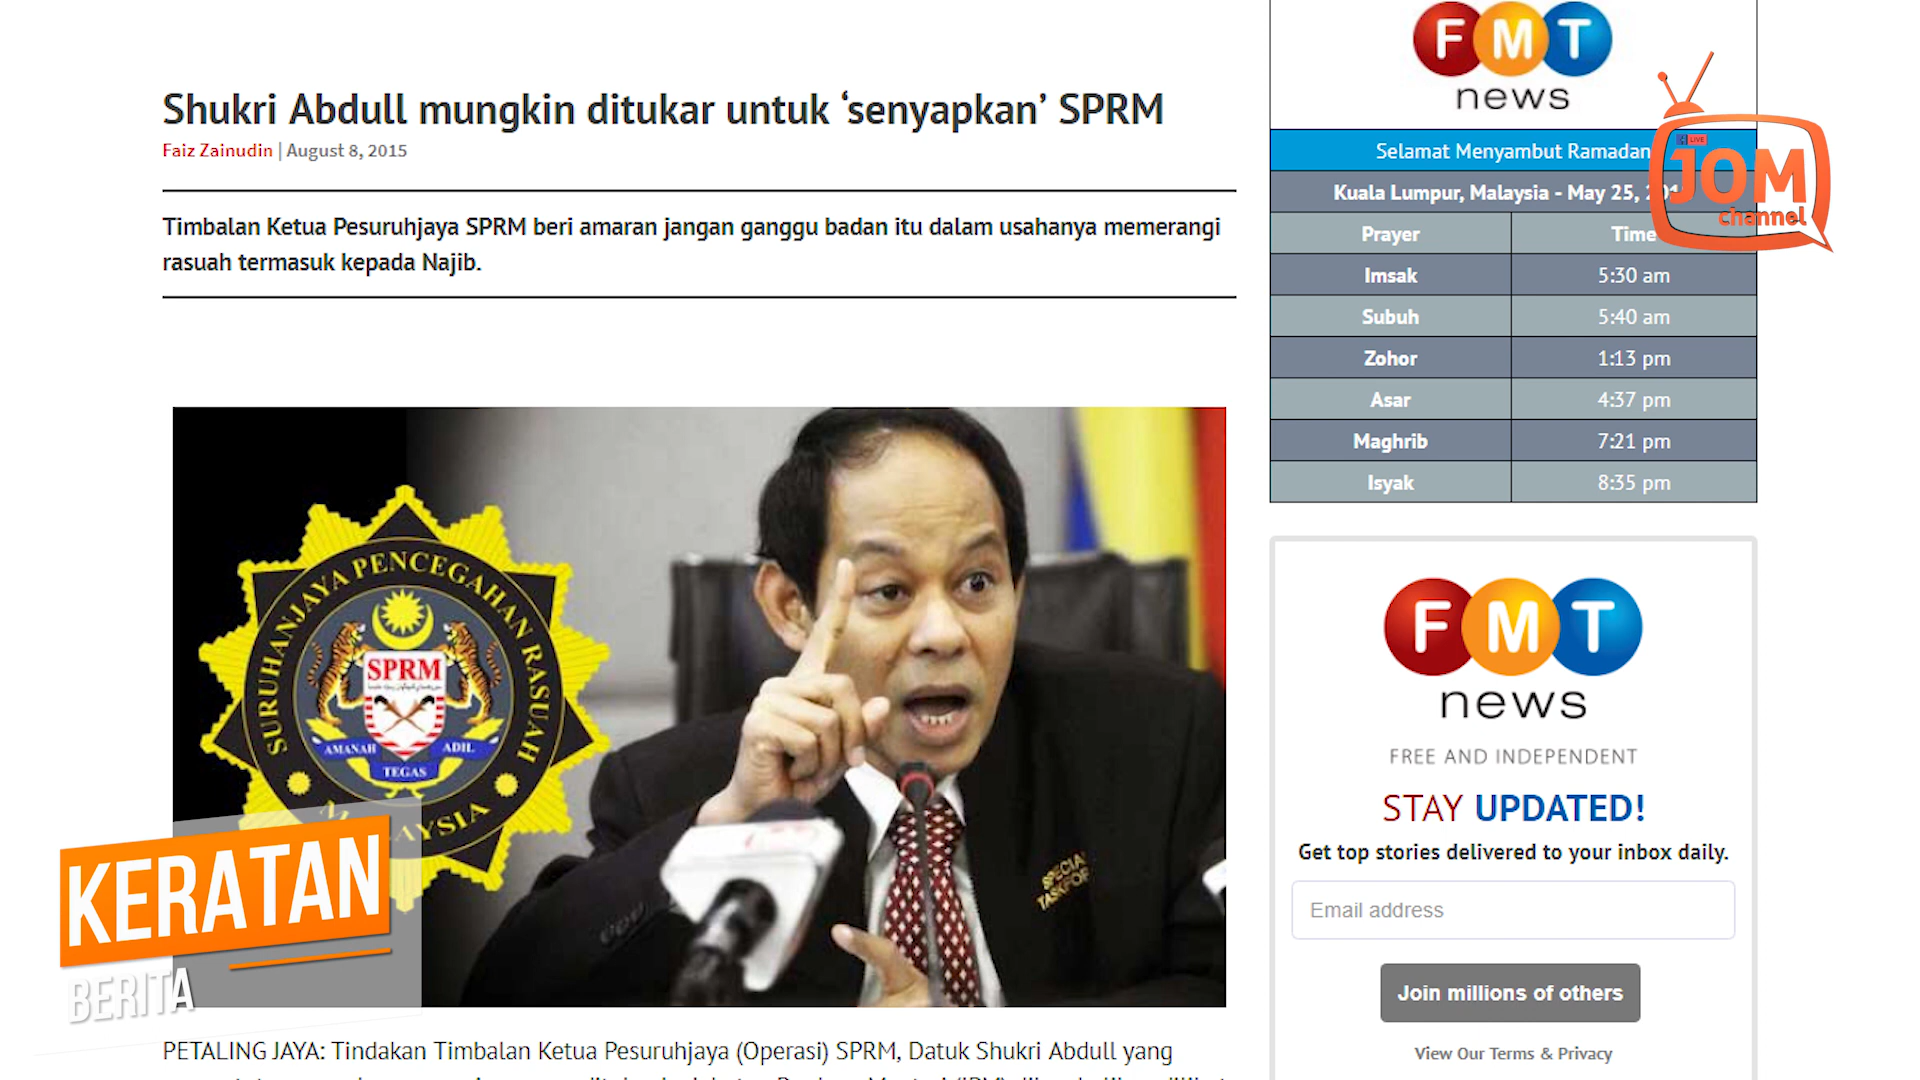 Shukri Abdull mungkin ditukar untuk ‘senyapkan’ SPRM
Faiz Zainudin | August 8, 2015
Timbalan Ketua Pesuruhjaya SPRM beri amaran jangan ganggu badan itu dalam usahanya memerangi
rasuah termasuk kepada Najib.
SURUHANJAYA PENCEGAHAN RASUAH
SPRM
AMANAH
ADIL
TEGAS
SPECIAL
KERATAN
BERITA
PETALING JAYA: Tindakan Timbalan Ketua Pesuruhjaya (Operasi) SPRM, Datuk Shukri Abdull yang
FMT
news
LIVE
JOM
channel
Selamat Menyambut Ramadan
Kuala Lumpur, Malaysia - May 25,
Prayer Time
Imsak 5:30 am
Subuh 5:40 am
Zohor 1:13 pm
Asar 4:37 pm
Maghrib 7:21 pm
Isyak 8:35 pm
FMT
news
FREE AND INDEPENDENT
STAY UPDATED!
Get top stories delivered to your inbox daily.
Email address
Join millions of others
View Our Terms & Privacy